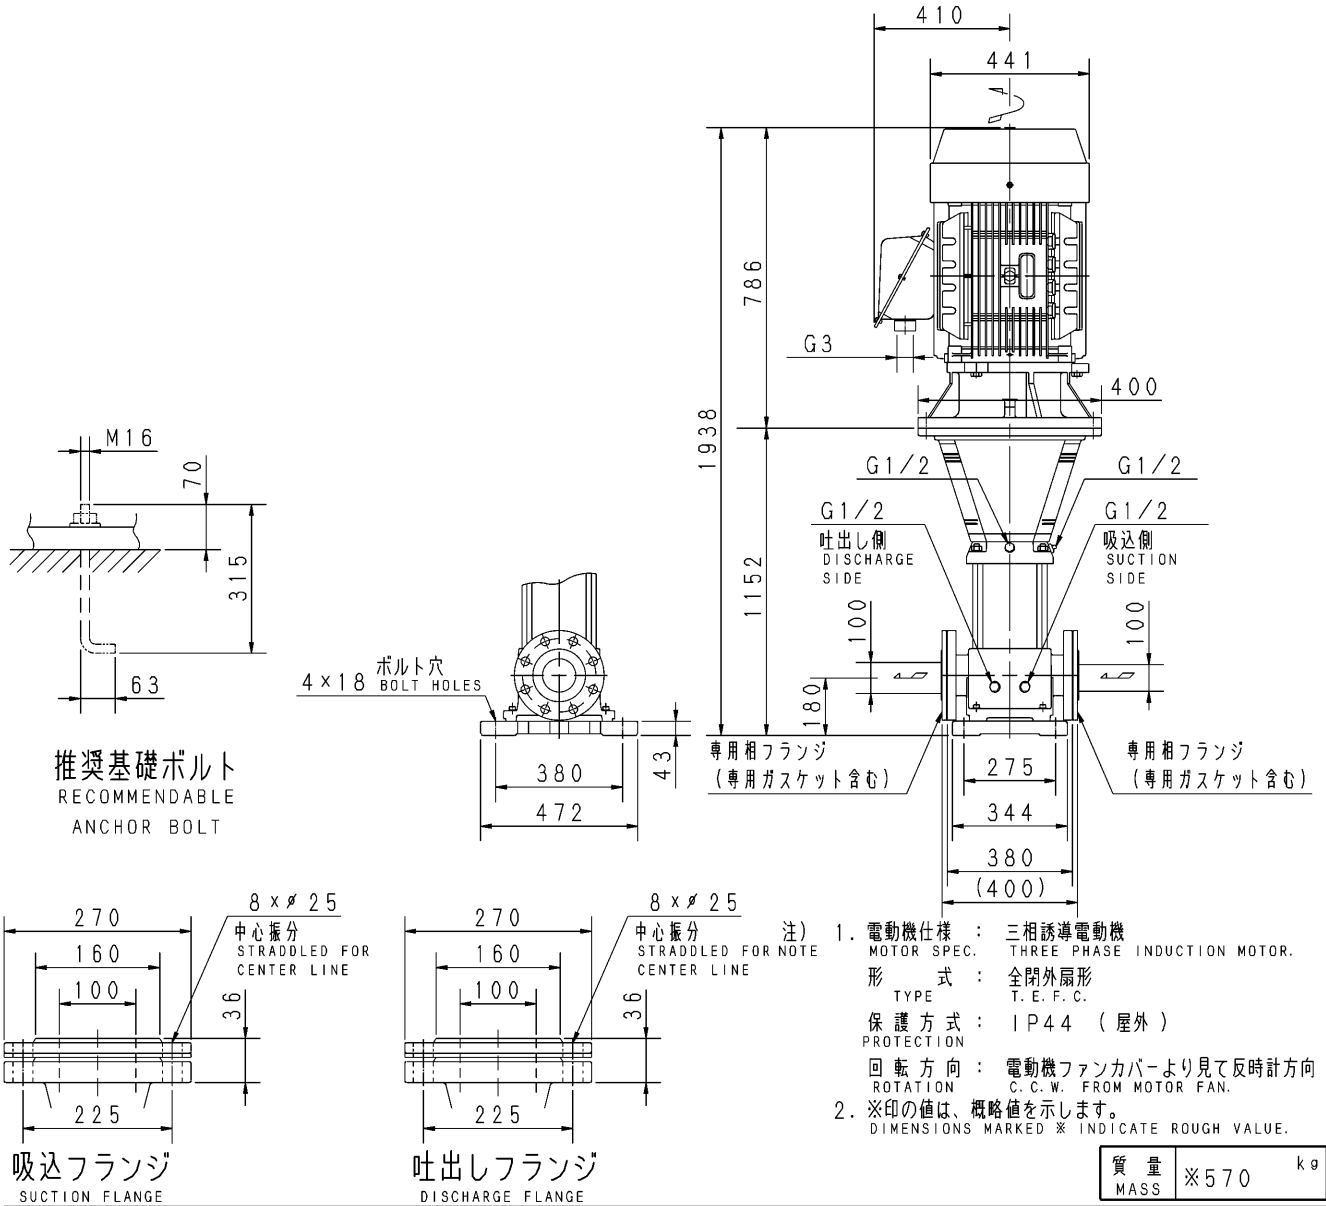 410
441
786
G3
1938
400
M16
70
315
63
推奨基礎ボルト
RECOMMENDABLE
ANCHOR BOLT
G1/2
G1/2
G1/2
吐出し側
DISCHARGE
SIDE
G1/2
吸込側
SUCTION
SIDE
1152
100
100
180
ボルト穴
4×18 BOLT HOLES
43
380
472
専用相フランジ
(専用ガスケット含む)
専用相フランジ
(専用ガスケット含む)
275
344
380
(400)
270
160
100
36
225
8×ø25
中心振分
STRADDLED FOR
CENTER LINE
吸込フランジ
SUCTION FLANGE
270
160
100
36
225
8×ø25
中心振分
STRADDLED FOR
CENTER LINE
吐出しフランジ
DISCHARGE FLANGE
注) 1. 電動機仕様 : 三相誘導電動機
NOTE MOTOR SPEC. THREE PHASE INDUCTION MOTOR.
形 式 : 全閉外扇形
TYPE T.E.F.C.
保護方式 : IP44 (屋外)
PROTECTION
回転方向 : 電動機ファンカバーより見て反時計方向
ROTATION C.C.W. FROM MOTOR FAN.
2. ※印の値は、概略値を示します。
DIMENSIONS MARKED ※ INDICATE ROUGH VALUE.
質量 ※570 kg
MASS